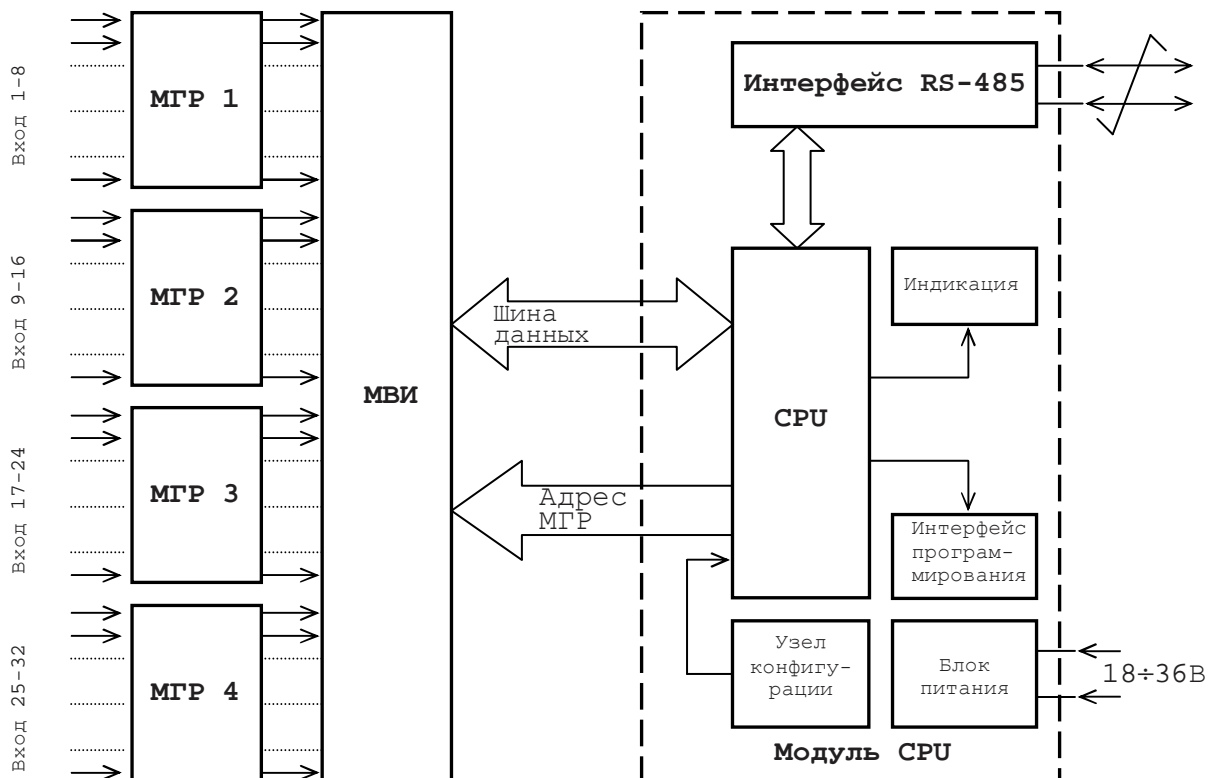 Вход 1-8
МГР 1
Интерфейс RS-485
Вход 9-16
МГР 2
МВИ
Шина
данных
CPU
Индикация
Вход 17-24
МГР 3
Адрес
МГР
Интерфейс
програм-
мирования
Вход 25-32
МГР 4
Узел
конфигу-
рации
Блок
питания
18÷36В
Модуль CPU